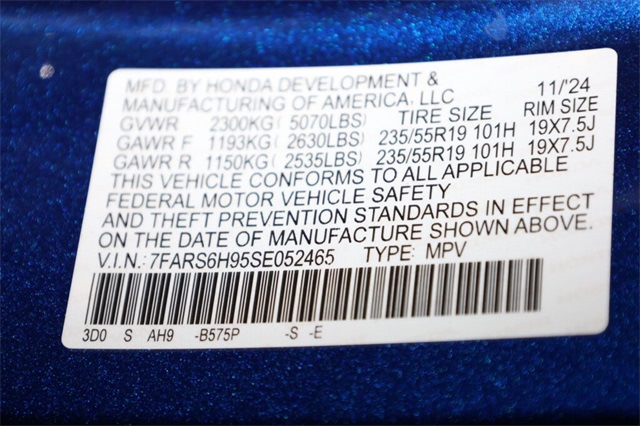 MFD. BY HONDA DEVELOPMENT & 11/'24
MANUFACTURING OF AMERICA, LLC
GVWR 2300KG( 5070LBS) TIRE SIZE RIM SIZE
GAWR F 1193KG( 2630LBS) 235/55R19 101H 19X7.5J
GAWR R 1150KG( 2535LBS) 235/55R19 101H 19X7.5J
THIS VEHICLE CONFORMS TO ALL APPLICABLE
FEDERAL MOTOR VEHICLE SAFETY
AND THEFT PREVENTION STANDARDS IN EFFECT
ON THE DATE OF MANUFACTURE SHOWN ABOVE.
V.I.N.: 7FARS6H95SE052465 TYPE: MPV
3D0 S AH9 -B575P -S -E